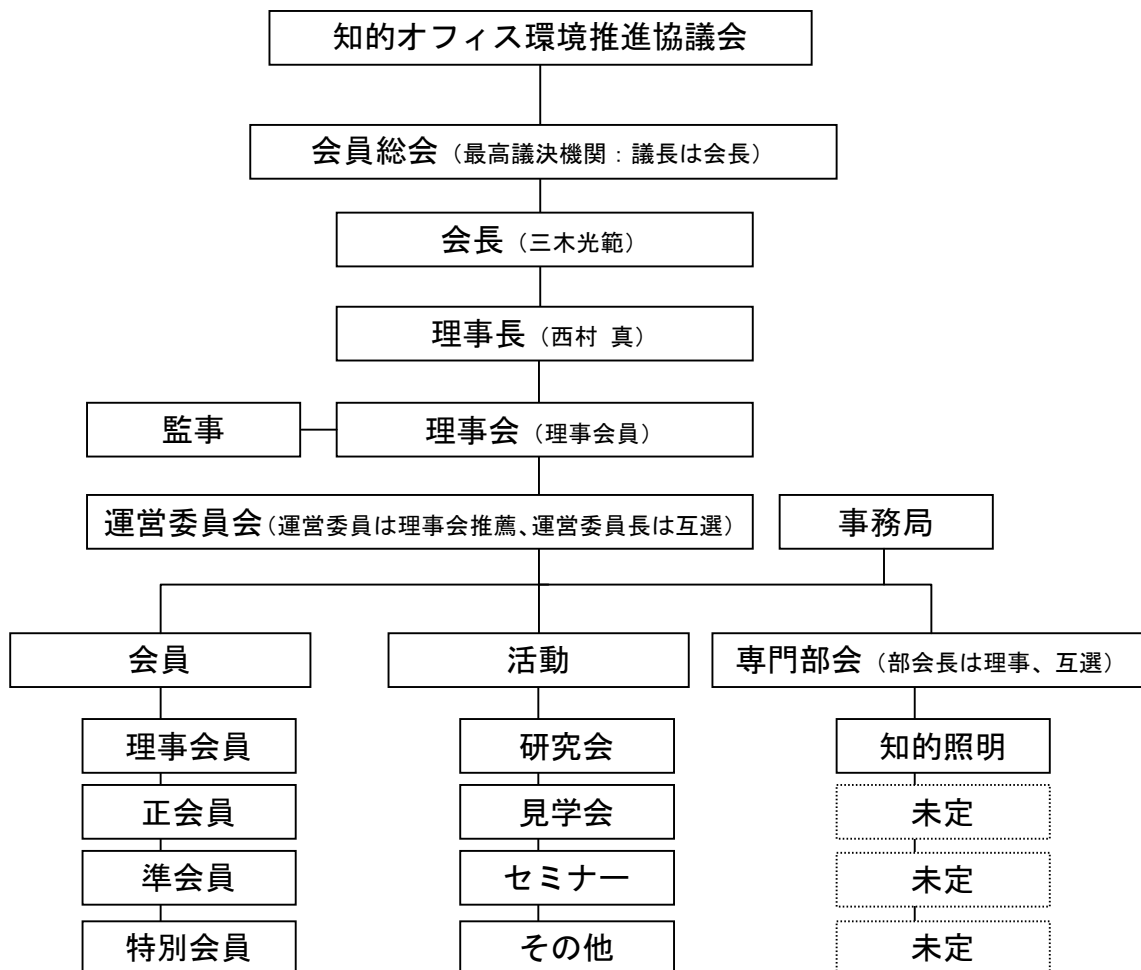 知的オフィス環境推進協議会
会員総会（最高議決機関：議長は会長）
会長（三木光範）
理事長（西村 真）
監事
理事会（理事会員）
運営委員会（運営委員は理事会推薦、運営委員長は互選）
事務局
会員
活動
専門部会（部会長は理事、互選）
理事会員
研究会
知的照明
正会員
見学会
未定
準会員
セミナー
未定
特別会員
その他
未定